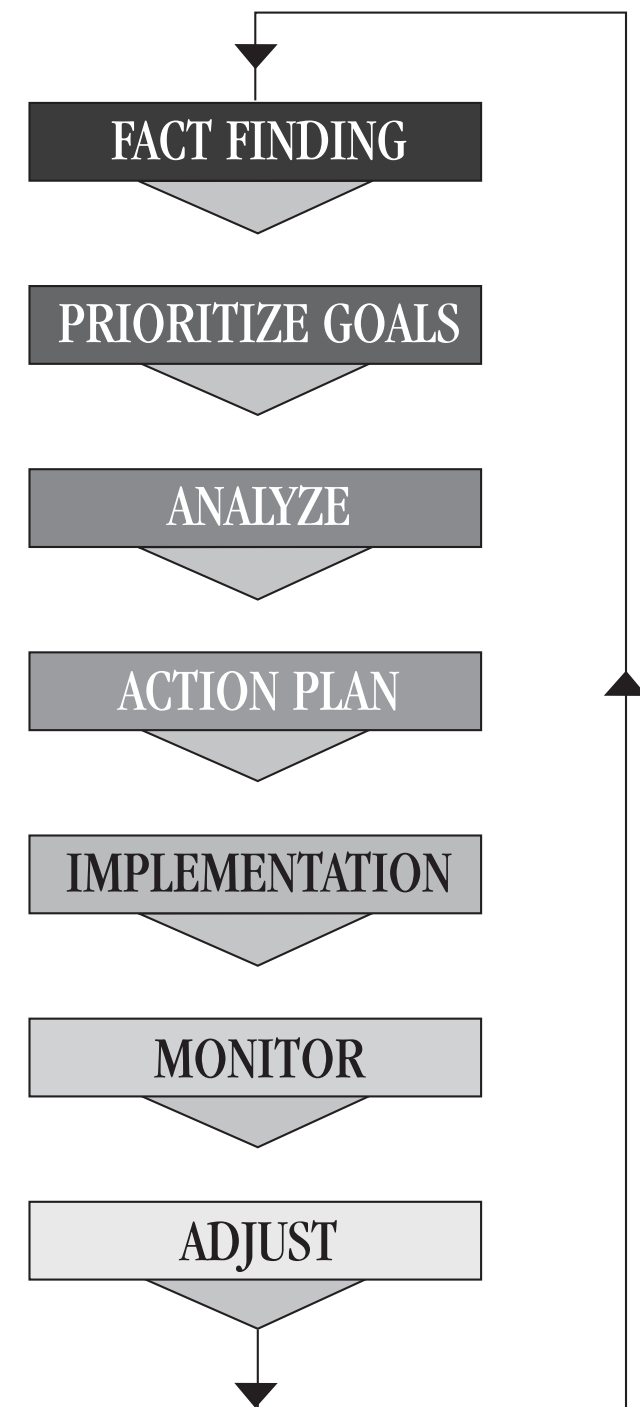 FACT FINDING
PRIORITIZE GOALS
ANALYZE
ACTION PLAN
IMPLEMENTATION
MONITOR
ADJUST